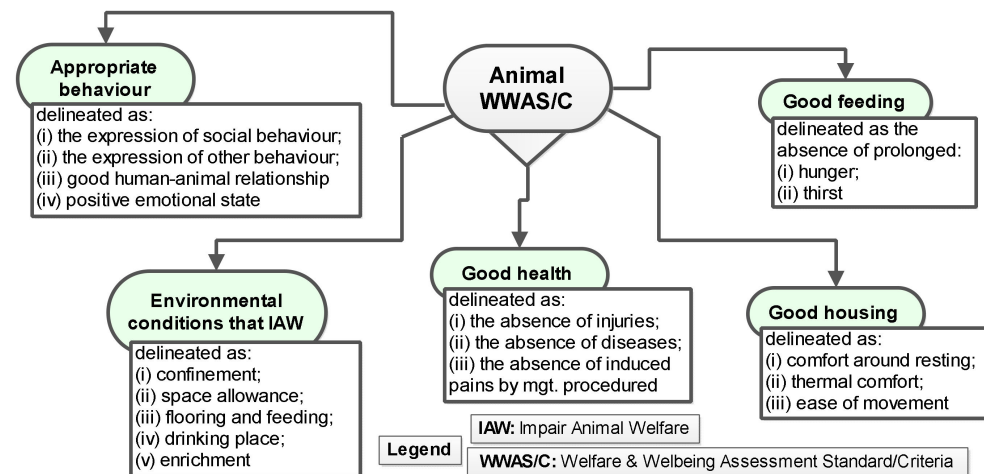 Animal
WWAS/C
Appropriate
behaviour
delineated as:
(i) the expression of social behaviour;
(ii) the expression of other behaviour;
(iii) good human-animal relationship
(iv) positive emotional state
Good feeding
delineated as the
absence of prolonged:
(i) hunger;
(ii) thirst
Environmental
conditions that IAW
delineated as:
(i) confinement;
(ii) space allowance;
(iii) flooring and feeding;
(iv) drinking place;
(v) enrichment
Good health
delineated as:
(i) the absence of injuries;
(ii) the absence of diseases;
(iii) the absence of induced
pains by mgt. procedured
Good housing
delineated as:
(i) comfort around resting;
(ii) thermal comfort;
(iii) ease of movement
Legend
IAW: Impair Animal Welfare
WWAS/C: Welfare & Welbeing Assessment Standard/Criteria